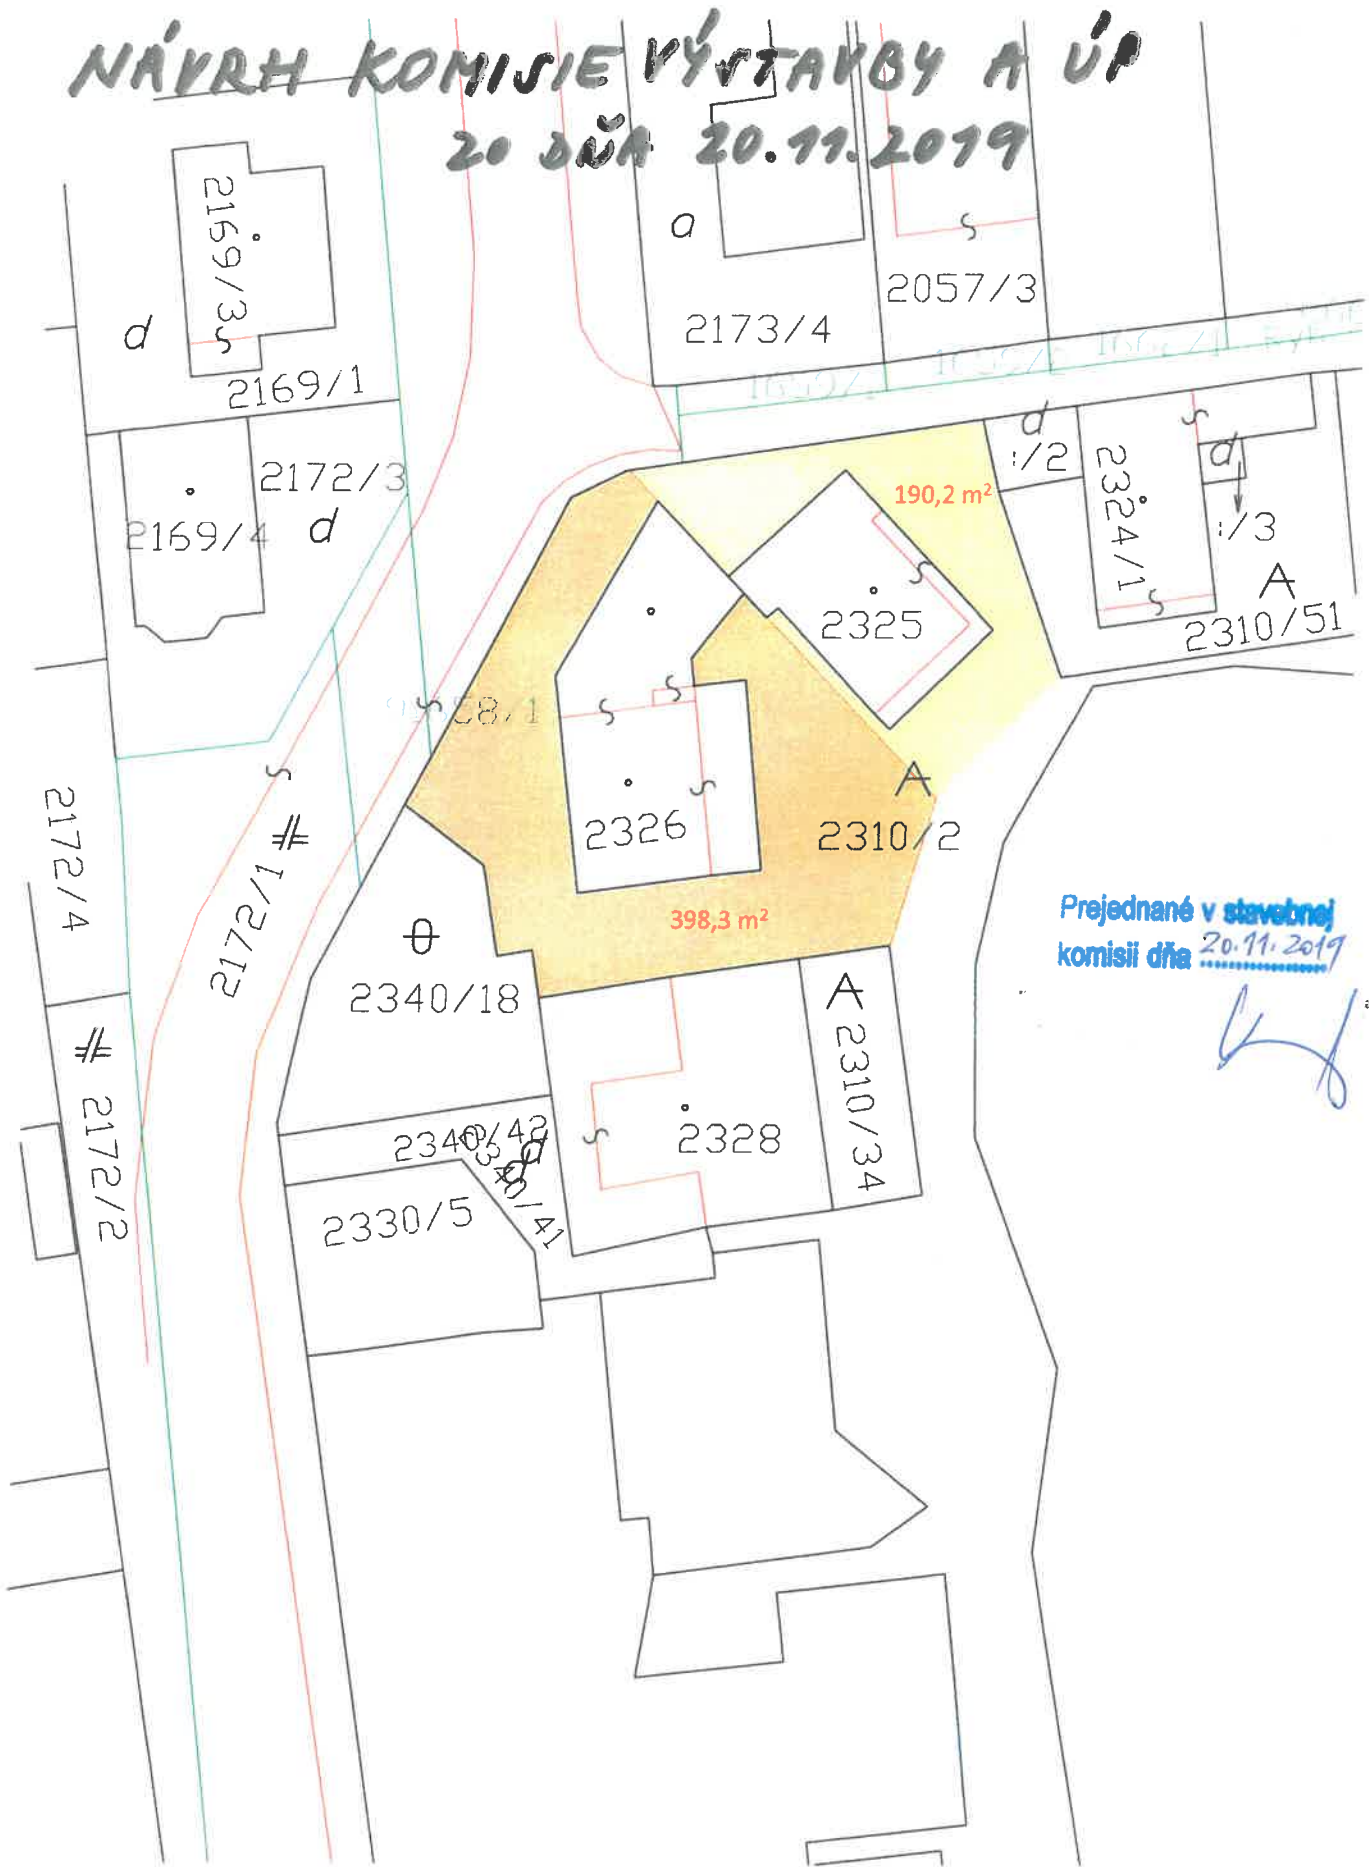 NÁVRH KOMISIE VÝSTAVBY A ÚP
ZO DŇA 20.11.2019
2169/3
a
2057/3
2173/4
d
2169/1
d
:/2
2324/1
d
:/3
2172/3
2169/4
d
190,2 m²
A
2325
2310/51
58/1
2172/4
2172/1
2326
A
2310/2
398,3 m²
Prejednané v stavebnej
komisii dňa 20.11.2019
2340/18
A 2310/34
2172/2
2340/42
2328
2330/5
2340/41